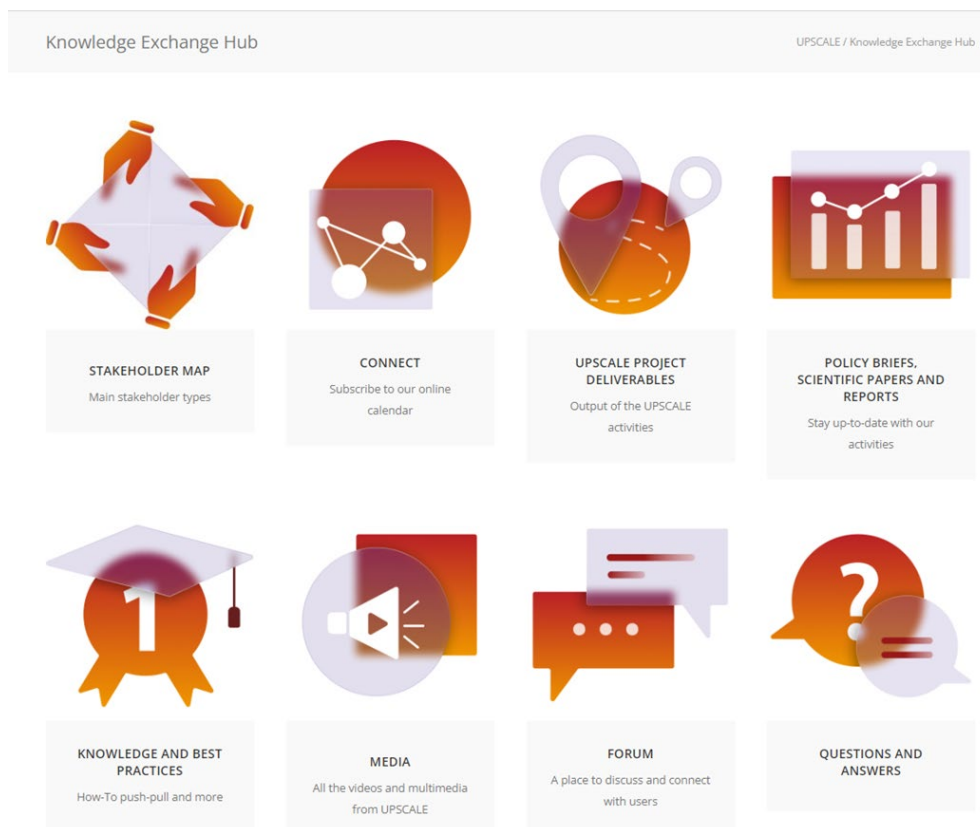 Knowledge Exchange Hub
UPSCALE / Knowledge Exchange Hub
STAKEHOLDER MAP
Main stakeholder types
CONNECT
Subscribe to our online
calendar
UPSCALE PROJECT
DELIVERABLES
Output of the UPSCALE
activities
POLICY BRIEFS,
SCIENTIFIC PAPERS AND
REPORTS
Stay up-to-date with our
activities
1
?
KNOWLEDGE AND BEST
PRACTICES
How-To push-pull and more
MEDIA
All the videos and multimedia
from UPSCALE
FORUM
A place to discuss and connect
with users
QUESTIONS AND
ANSWERS